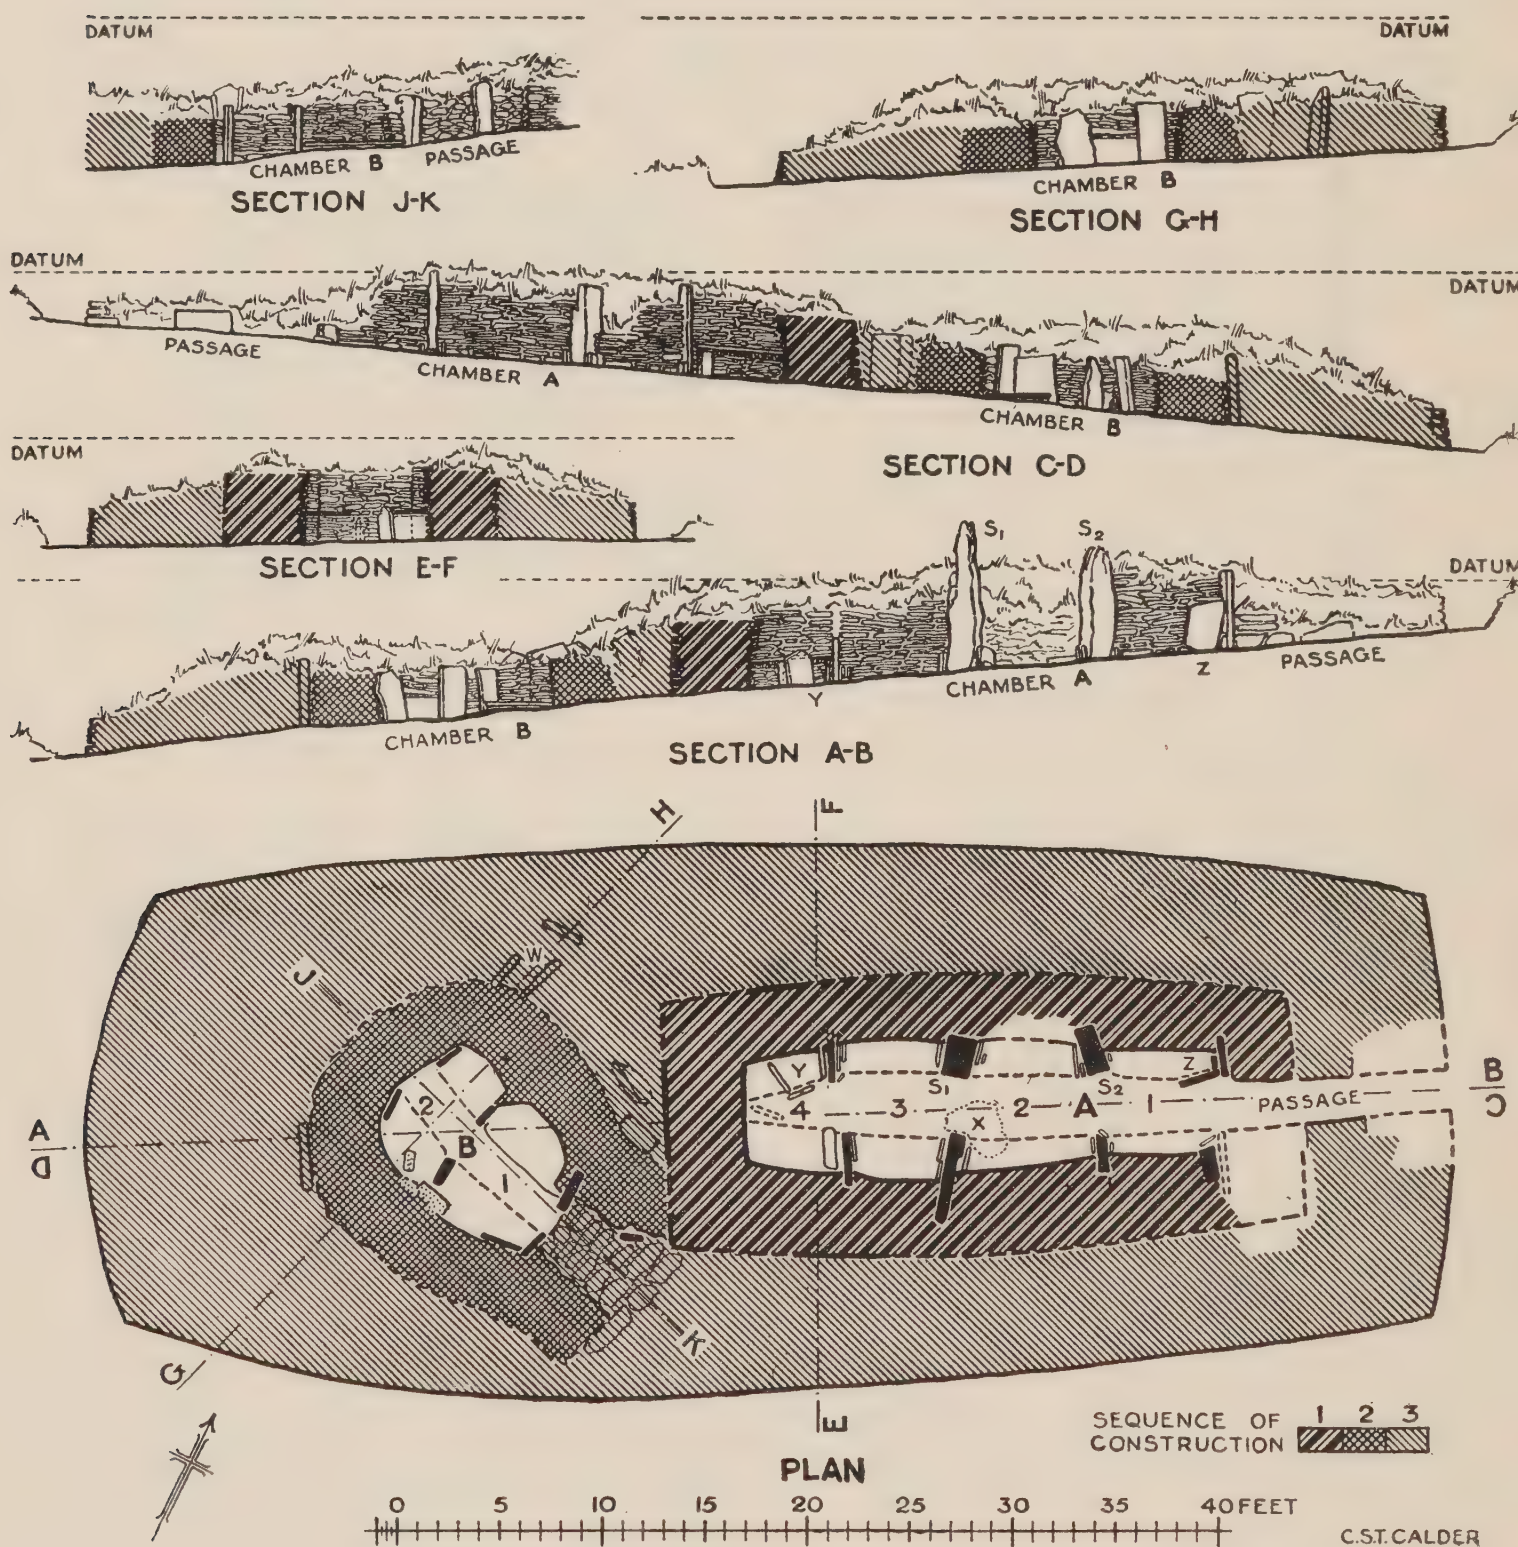 DATUM
DATUM
CHAMBER B PASSAGE
SECTION J-K
CHAMBER B
SECTION G-H
DATUM
DATUM
PASSAGE
CHAMBER A
CHAMBER B
SECTION C-D
DATUM
SECTION E-F
S1 S2
DATUM
CHAMBER B
Y
CHAMBER A
Z
PASSAGE
SECTION A-B
H
F
J
W
A
D
2
B
1
Y
4
3
S1
2
X
A
S2
1
Z
PASSAGE
B
C
G
K
E
SEQUENCE OF CONSTRUCTION 1 2 3
PLAN
0 5 10 15 20 25 30 35 40 FEET
C.S.T. CALDER